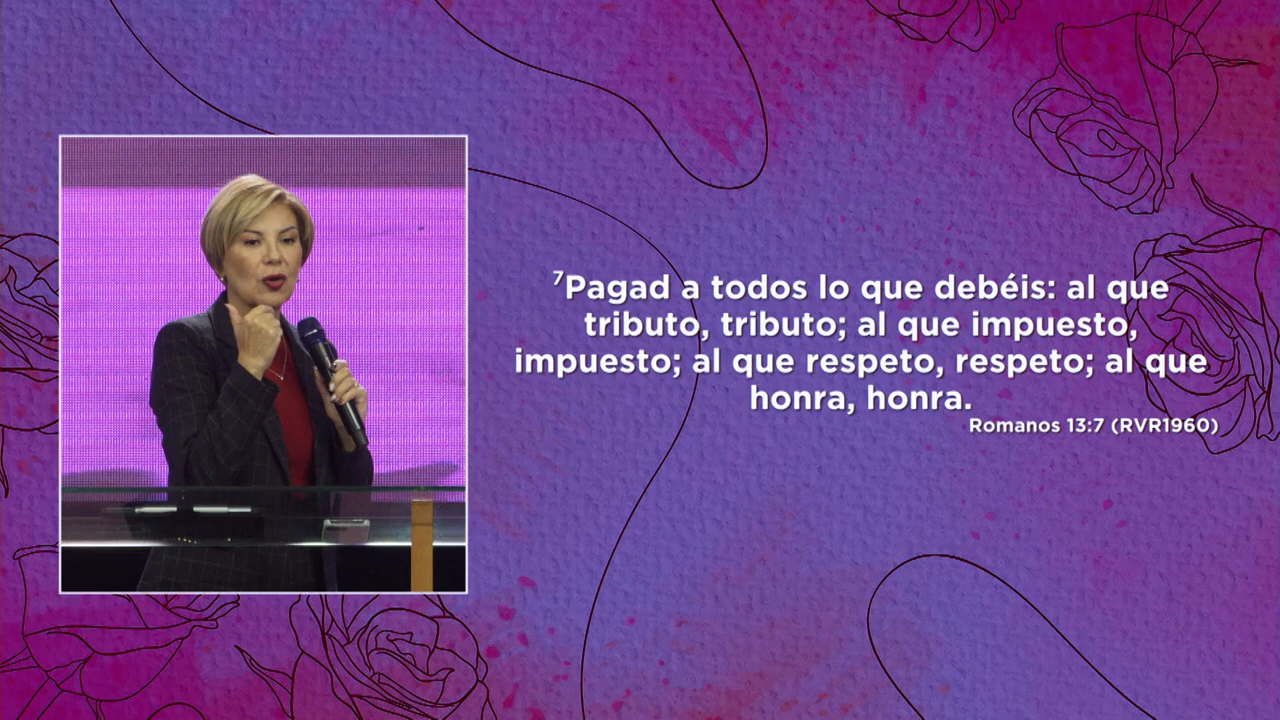 ⁷Pagad a todos lo que debéis: al que
tributo, tributo; al que impuesto,
impuesto; al que respeto, respeto; al que
honra, honra.
Romanos 13:7 (RVR1960)